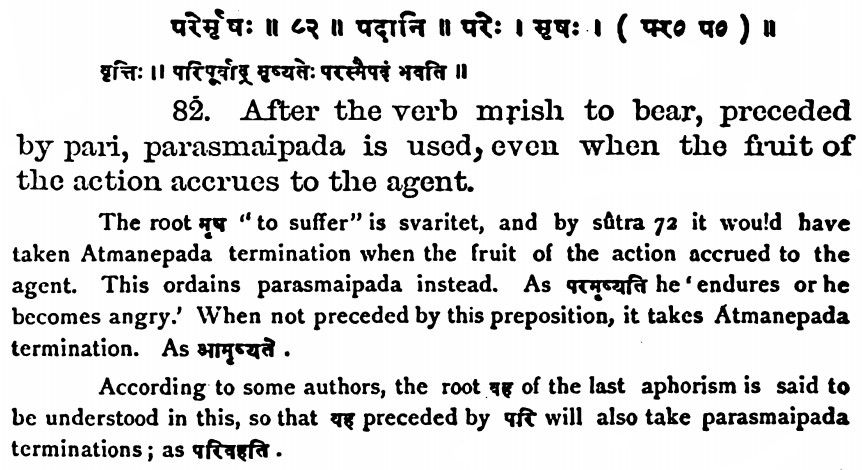 परेर्मृषः ॥ ८२ ॥ पदानि ॥ परेः । मृषः । ( पर० प० ) ॥
वृत्तिः ॥ परिपूर्वाद् मृष्यतेः परस्मैपदं भवति ॥
82. After the verb mṛish to bear, preceded
by pari, parasmaipada is used, even when the fruit of
the action accrues to the agent.
The root मृष "to suffer" is svaritet, and by sûtra 72 it would have
taken Atmanepada termination when the fruit of the action accrued to the
agent. This ordains parasmaipada instead. As परमृष्यति he 'endures or he
becomes angry.' When not preceded by this preposition, it takes Átmanepada
termination. As आमृष्यते .
According to some authors, the root वह of the last aphorism is said to
be understood in this, so that वह preceded by परि will also take parasmaipada
terminations ; as परिवहति .